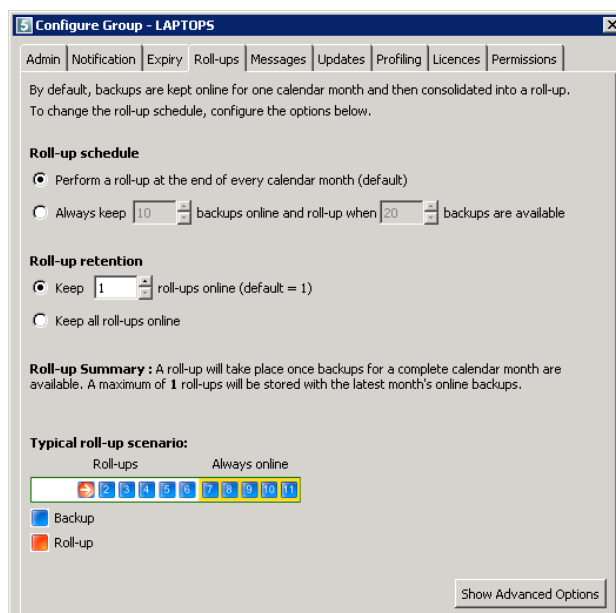 5 Configure Group - LAPTOPS
Admin Notification Expiry Roll-ups Messages Updates Profiling Licences Permissions
By default, backups are kept online for one calendar month and then consolidated into a roll-up.
To change the roll-up schedule, configure the options below.
Roll-up schedule
Perform a roll-up at the end of every calendar month (default)
Always keep 10 backups online and roll-up when 20 backups are available
Roll-up retention
Keep 1 roll-ups online (default = 1)
Keep all roll-ups online
Roll-up Summary : A roll-up will take place once backups for a complete calendar month are
available. A maximum of 1 roll-ups will be stored with the latest month's online backups.
Typical roll-up scenario:
Roll-ups Always online
2 3 4 5 6 7 8 9 10 11
Backup
Roll-up
Show Advanced Options